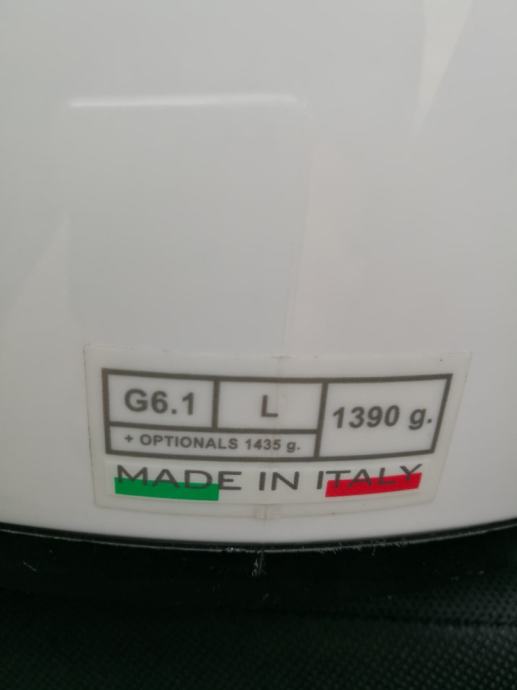 G6.1 L 1390 g.
+ OPTIONALS 1435 g.
MADE IN ITALY